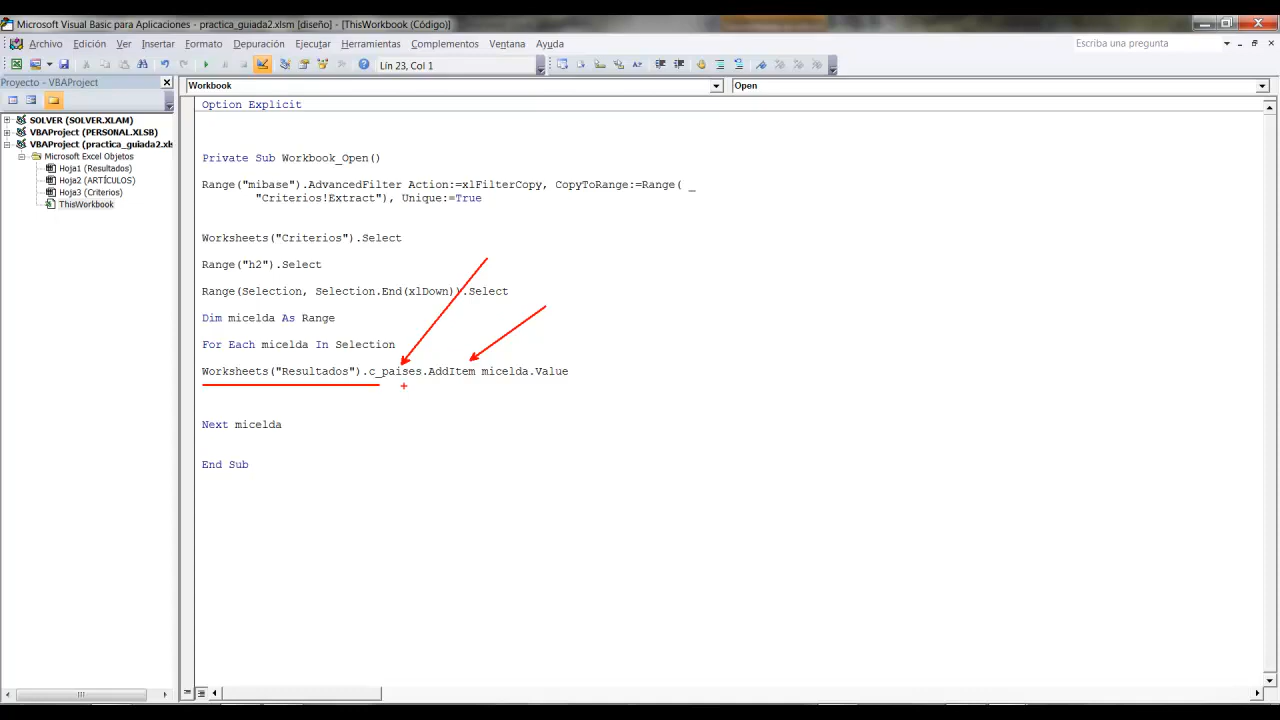 Microsoft Visual Basic para Aplicaciones - practica_guiada2.xlsm [diseño] - [ThisWorkbook (Código)]
Archivo Edición Ver Insertar Formato Depuración Ejecutar Herramientas Complementos Ventana Ayuda Escriba una pregunta
Lín 23, Col 1
Proyecto - VBAProject
SOLVER (SOLVER.XLAM)
VBAProject (PERSONAL.XLSB)
VBAProject (practica_guiada2.xls
Microsoft Excel Objetos
Hoja1 (Resultados)
Hoja2 (ARTÍCULOS)
Hoja3 (Criterios)
ThisWorkbook
Workbook Open
Option Explicit
Private Sub Workbook_Open()
Range("mibase").AdvancedFilter Action:=xlFilterCopy, CopyToRange:=Range( _
"Criterios!Extract"), Unique:=True
Worksheets("Criterios").Select
Range("h2").Select
Range(Selection, Selection.End(xlDown)).Select
Dim micelda As Range
For Each micelda In Selection
Worksheets("Resultados").c_paises.AddItem micelda.Value
Next micelda
End Sub